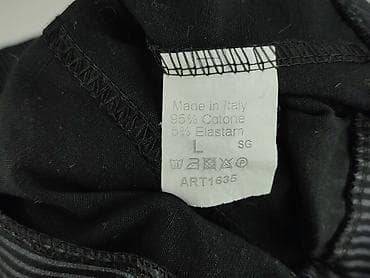 Made in Italy
95% Cotone
5% Elastam
L SG
ART1635